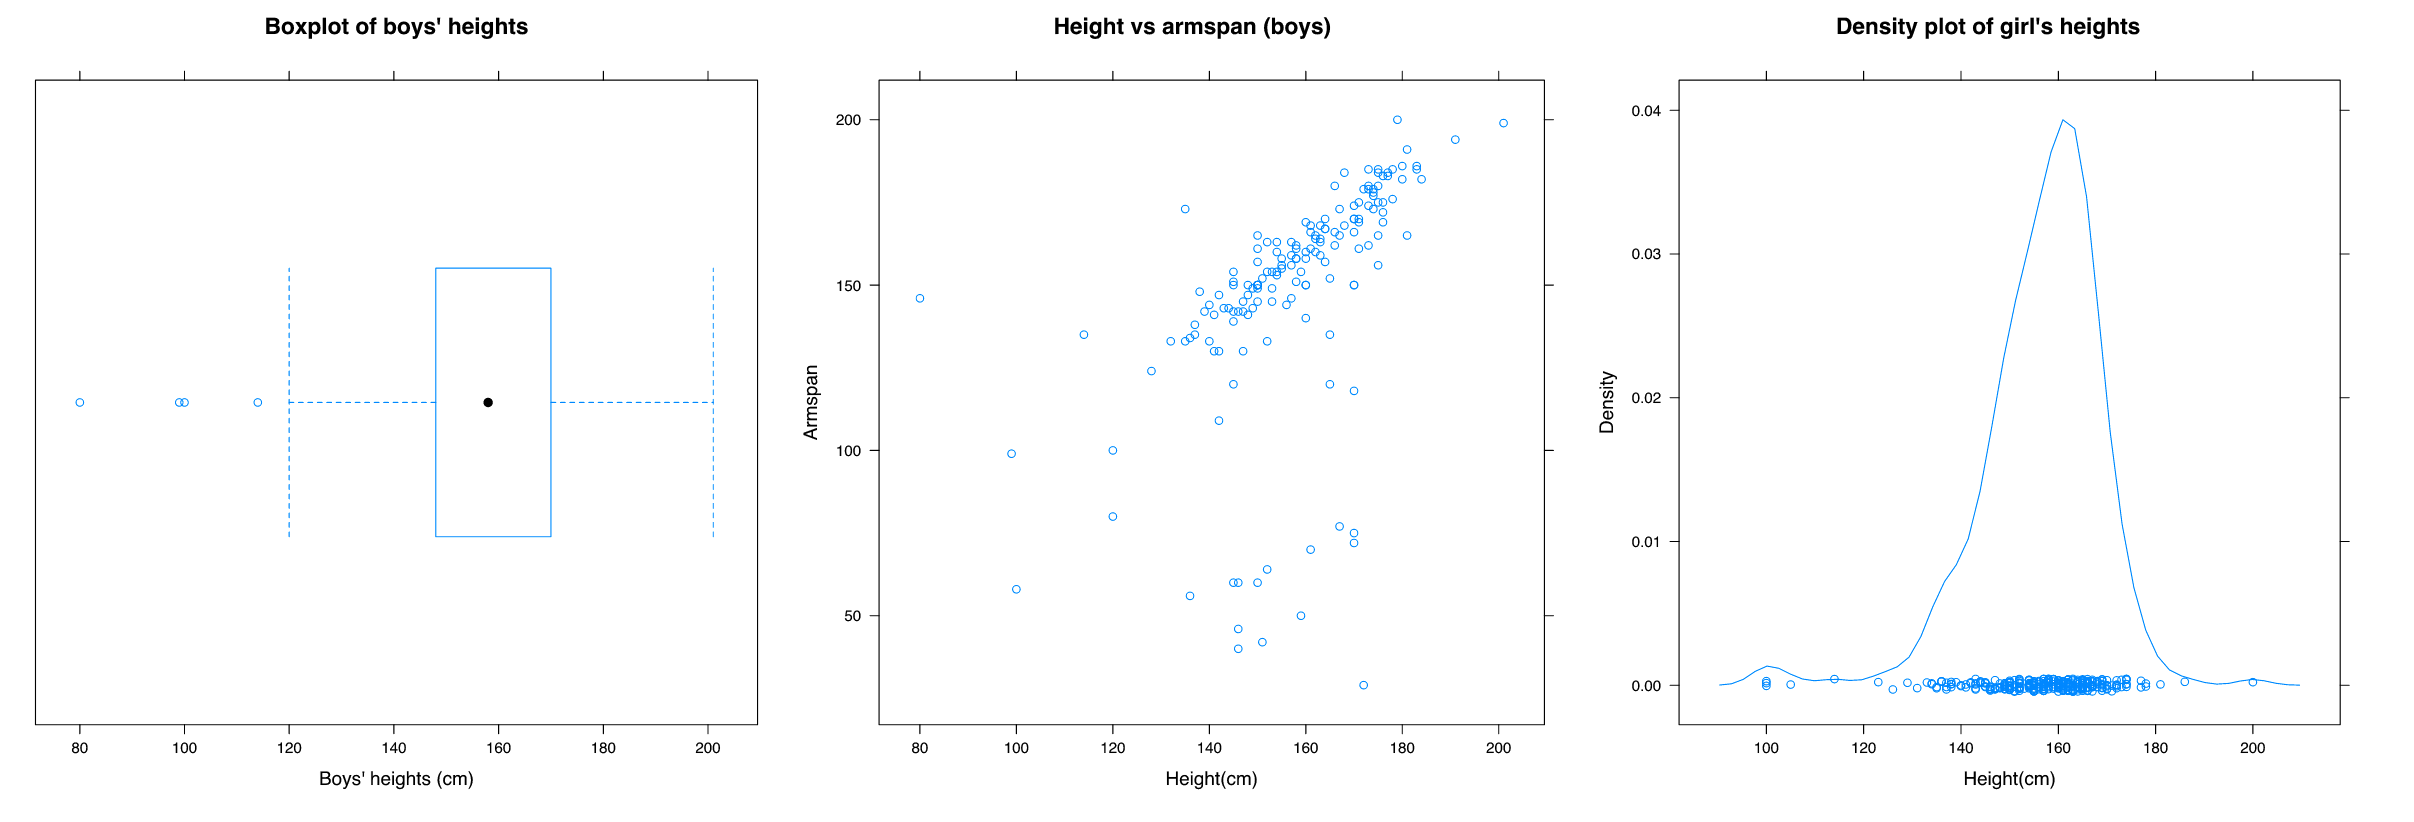 Boxplot of boys' heights
80 100 120 140 160 180 200
Boys' heights (cm)
Height vs armspan (boys)
Armspan
200
150
100
50
80 100 120 140 160 180 200
Height(cm)
Density plot of girl's heights
Density
0.04
0.03
0.02
0.01
0.00
100 120 140 160 180 200
Height(cm)